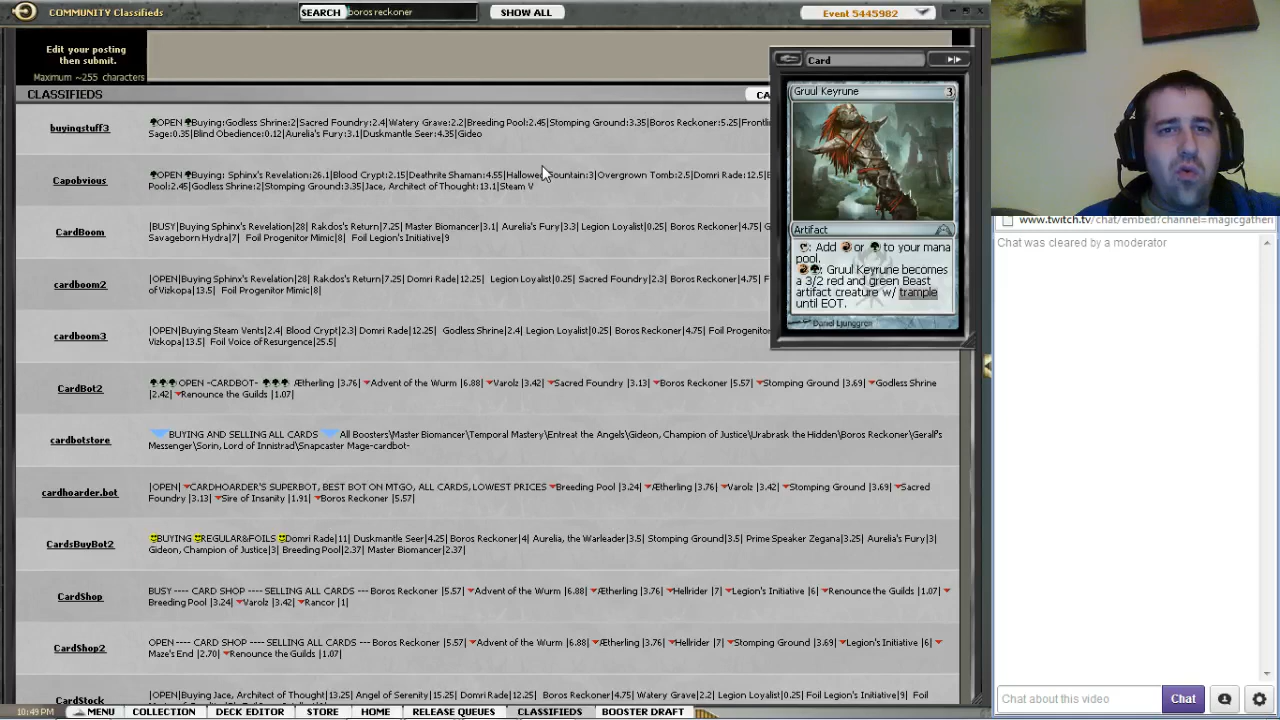 COMMUNITY Classifieds
SEARCH boros reckoner
SHOW ALL
Event 5445982
Edit your posting
then submit.
Maximum ~255 characters
CLASSIFIEDS
CA
buyingstuff3
OPEN Buying:Godless Shrine:2|Sacred Foundry:2.4|Watery Grave:2.2|Breeding Pool:2.45|Stomping Ground:3.35|Boros Reckoner:5.25|Frontlin
Sage:0.35|Blind Obedience:0.12|Aurelia's Fury:3.1|Duskmantle Seer:4.35|Gideo
Capobvious
OPEN Buying: Sphinx's Revelation:26.1|Blood Crypt:2.15|Deathrite Shaman:4.55|Hallowed Fountain:3|Overgrown Tomb:2.5|Domri Rade:12.5|B
Pool:2.45|Godless Shrine:2|Stomping Ground:3.35|Jace, Architect of Thought:13.1|Steam V
CardBoom
|BUSY|Buying Sphinx's Revelation|28| Rakdos's Return|7.25| Master Biomancer|3.1| Aurelia's Fury|3.3| Legion Loyalist|0.25| Boros Reckoner|4.75| G
Savageborn Hydra|7| Foil Progenitor Mimic|8| Foil Legion's Initiative|9
cardboom2
|OPEN|Buying Sphinx's Revelation|28| Rakdos's Return|7.25| Domri Rade|12.25| Legion Loyalist|0.25| Sacred Foundry|2.3| Boros Reckoner|4.75|
of Vizkopa|13.5| Foil Progenitor Mimic|8|
cardboom3
|OPEN|Buying Steam Vents|2.4| Blood Crypt|2.3| Domri Rade|12.25| Godless Shrine|2.4| Legion Loyalist|0.25| Boros Reckoner|4.75| Foil Progenito
Vizkopa|13.5| Foil Voice of Resurgence|25.5|
CardBot2
OPEN -CARDBOT- Ætherling |3.76| Advent of the Wurm |6.88| Varolz |3.42| Sacred Foundry |3.13| Boros Reckoner |5.57| Stomping Ground |3.69| Godless Shrine
|2.42| Renounce the Guilds |1.07|
cardbotstore
BUYING AND SELLING ALL CARDS All Boosters\Master Biomancer\Temporal Mastery\Entreat the Angels\Gideon, Champion of Justice\Urabrask the Hidden\Boros Reckoner\Geralf's
Messenger\Sorin, Lord of Innistrad\Snapcaster Mage-cardbot-
cardhoarder.bot
|OPEN| CARDHOARDER'S SUPERBOT, BEST BOT ON MTGO, ALL CARDS, LOWEST PRICES Breeding Pool |3.24| Ætherling |3.76| Varolz |3.42| Stomping Ground |3.69| Sacred
Foundry |3.13| Sire of Insanity |1.91| Boros Reckoner |5.57|
CardsBuyBot2
BUYING REGULAR&FOILS Domri Rade|11| Duskmantle Seer|4.25| Boros Reckoner|4| Aurelia, the Warleader|3.5| Stomping Ground|3.5| Prime Speaker Zegana|3.25| Aurelia's Fury|3|
Gideon, Champion of Justice|3| Breeding Pool|2.37| Master Biomancer|2.37|
CardShop
BUSY ---- CARD SHOP ---- SELLING ALL CARDS --- Boros Reckoner |5.57| Advent of the Wurm |6.88| Ætherling |3.76| Hellrider |7| Legion's Initiative |6| Renounce the Guilds |1.07|
Breeding Pool |3.24| Varolz |3.42| Rancor |1|
CardShop2
OPEN ---- CARD SHOP ---- SELLING ALL CARDS --- Boros Reckoner |5.57| Advent of the Wurm |6.88| Ætherling |3.76| Hellrider |7| Stomping Ground |3.69| Legion's Initiative |6|
Maze's End |2.70| Renounce the Guilds |1.07|
CardStock
|OPEN|Buying Jace, Architect of Thought|13.25| Angel of Serenity|15.25| Domri Rade|12.25| Boros Reckoner|4.75| Watery Grave|2.2| Legion Loyalist|0.25| Foil Legion's Initiative|9| Foil
Card
Gruul Keyrune 3
Artifact
: Add or to your mana
pool.
: Gruul Keyrune becomes
a 3/2 red and green Beast
artifact creature w/ trample
until EOT.
Daniel Ljunggren
www.twitch.tv/chat/embed?channel=magicgatheri
Chat was cleared by a moderator
Chat about this video
Chat
10:49 PM
MENU
COLLECTION
DECK EDITOR
STORE
HOME
RELEASE QUEUES
CLASSIFIEDS
BOOSTER DRAFT